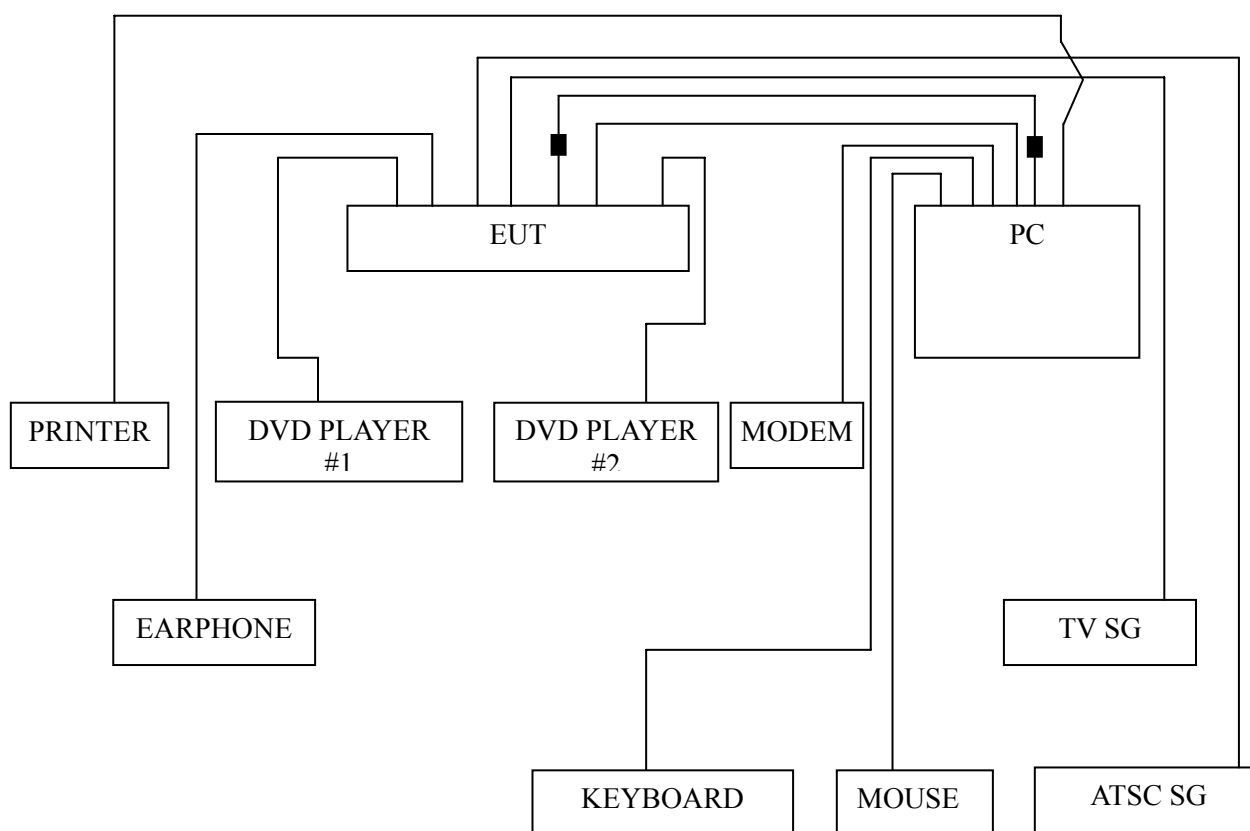 EUT
PC
PRINTER
DVD PLAYER
#1
DVD PLAYER
#2
MODEM
EARPHONE
TV SG
KEYBOARD
MOUSE
ATSC SG